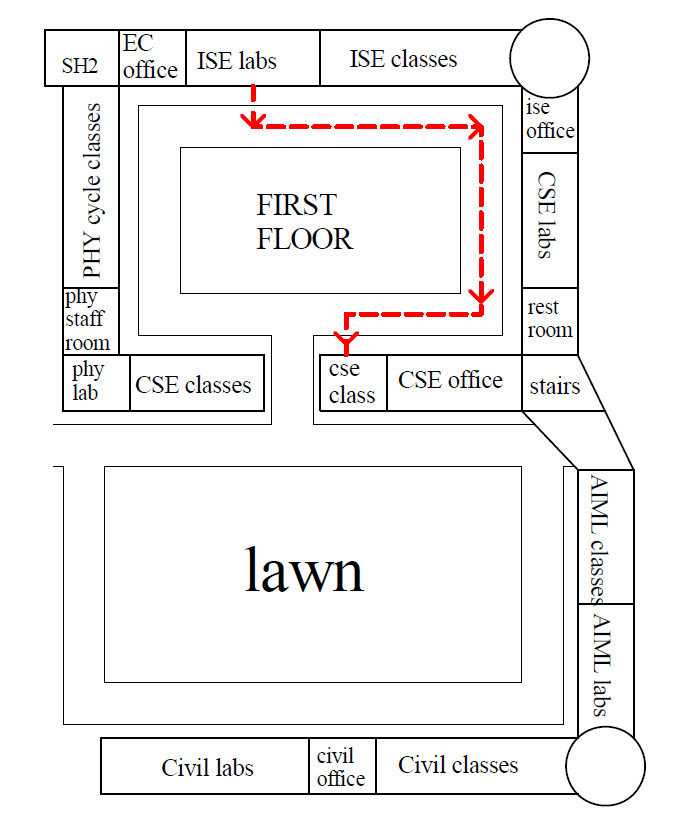 SH2
EC
office
ISE labs
ISE classes
PHY cycle classes
ise
office
FIRST
FLOOR
CSE labs
phy
staff
room
rest
room
phy
lab
CSE classes
cse
class
CSE office
stairs
AIML classes
lawn
AIML labs
Civil labs
civil
office
Civil classes